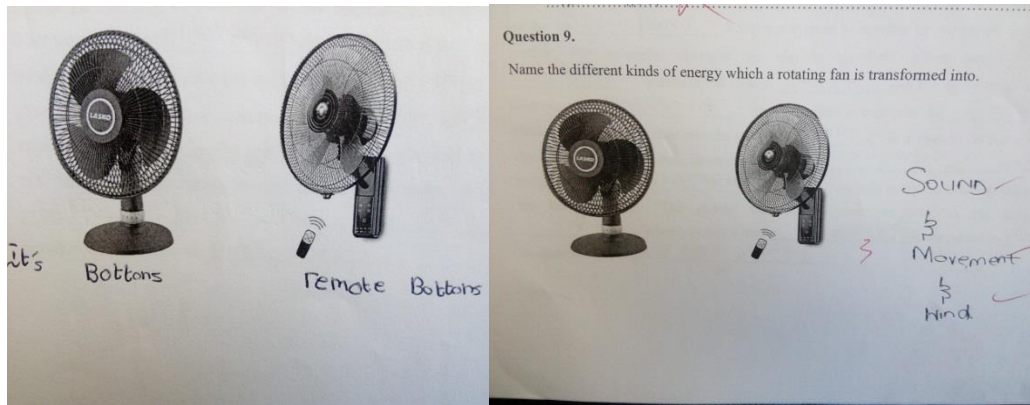 LASKO
it's
Bottons
remote Bottons
Question 9.
Name the different kinds of energy which a rotating fan is transformed into.
LASKO
SOUND
Movement
3
wind